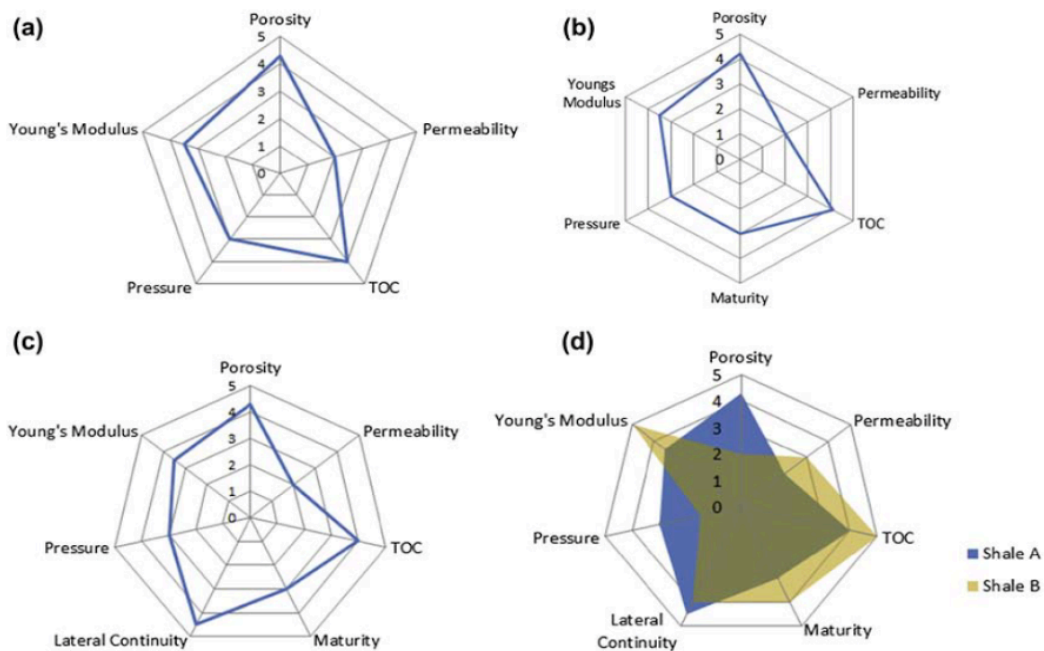 (a)
Porosity
5
4
3
2
1
0
Young's Modulus
Permeability
Pressure
TOC
(b)
Porosity
5
4
3
2
1
0
Youngs
Modulus
Permeability
Pressure
TOC
Maturity
(c)
Porosity
5
4
3
2
1
0
Young's Modulus
Permeability
Pressure
TOC
Lateral Continuity
Maturity
(d)
Porosity
5
4
3
2
1
0
Young's Modulus
Permeability
Pressure
TOC
Lateral
Continuity
Maturity
Shale A
Shale B